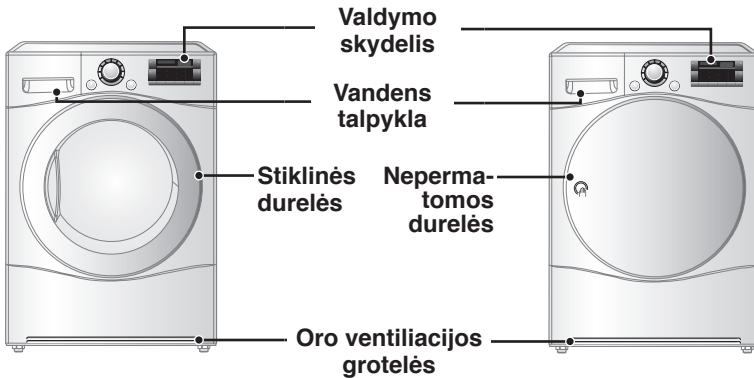 Valdymo
skydelis
Vandens
talpykla
Stiklinės
durelės
Neperma-
tomos
durelės
Oro ventiliacijos
grotelės